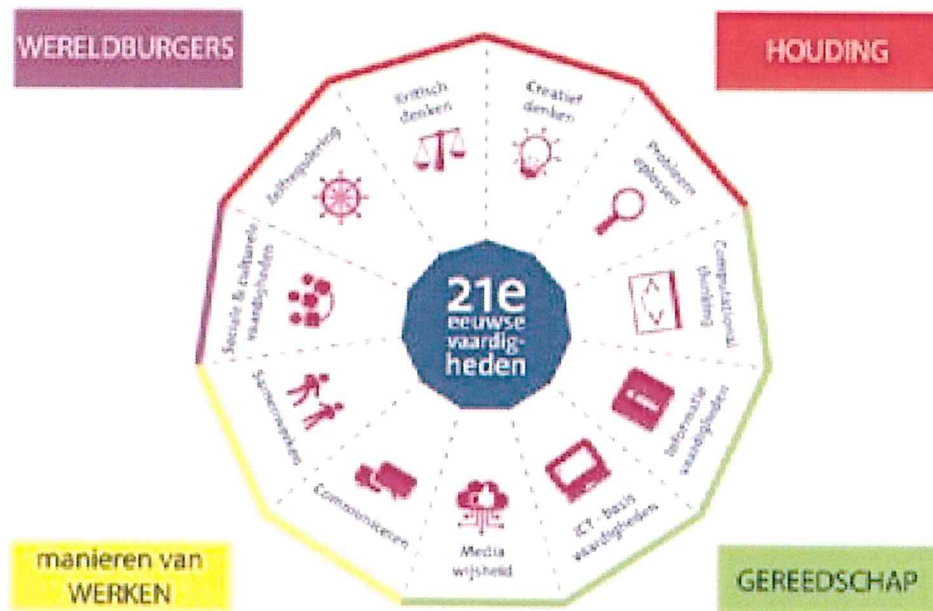 WERELDBURGERS
HOUDING
Kritisch
denken
Creatief
denken
Probleem
oplossen
Computational
thinking
Informatie
vaardigheden
ICT - basis
vaardigheden
Media
wijsheid
Communiceren
Samenwerken
Sociale & culturele
vaardigheden
Zelfregulering
21e
eeuwse
vaardig-
heden
manieren van
WERKEN
GEREEDSCHAP